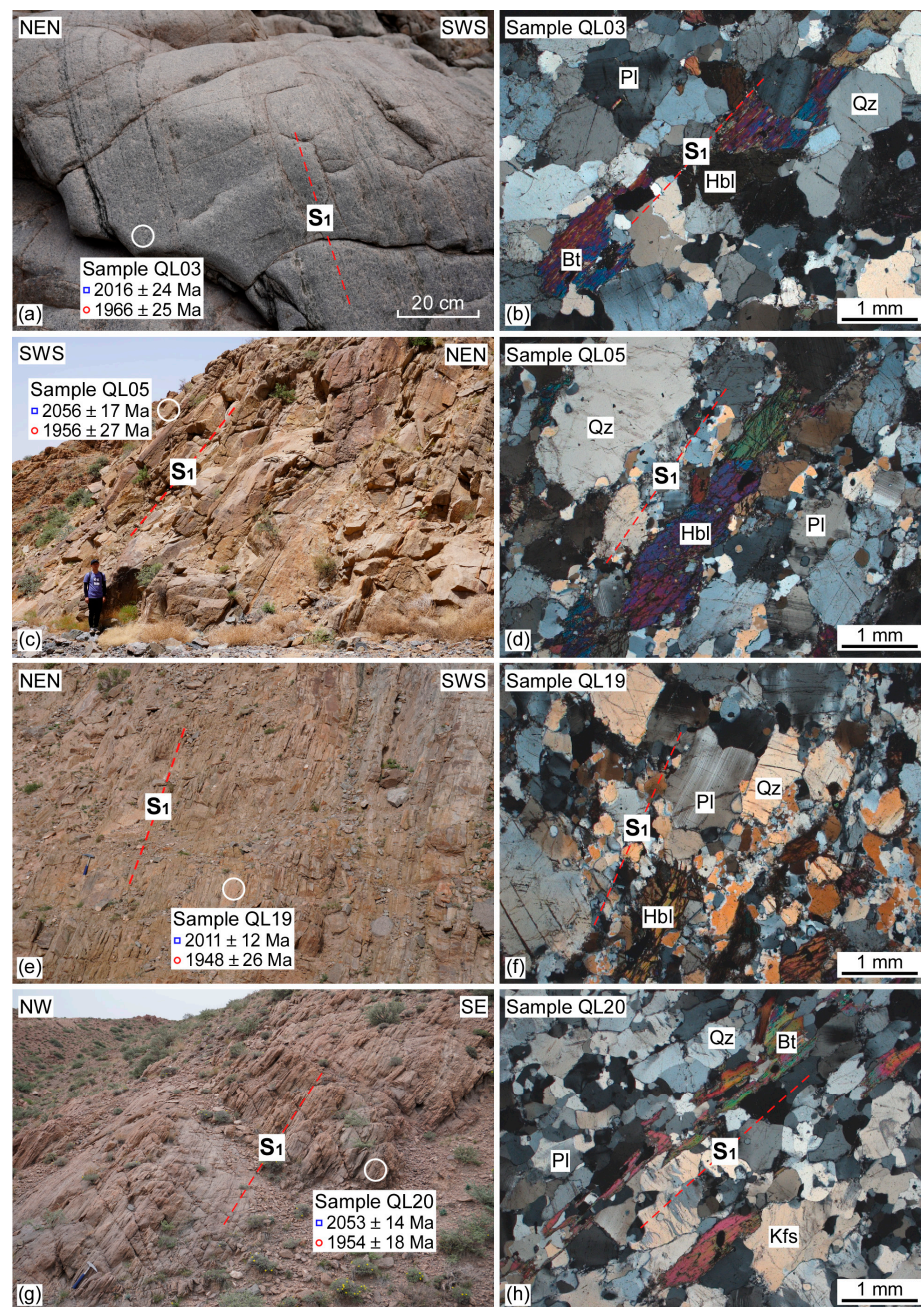 NEN
SWS
S1
Sample QL03
2016 ± 24 Ma
1966 ± 25 Ma
20 cm
(a)
Sample QL03
Pl
Qz
S1
Hbl
Bt
1 mm
(b)
SWS
NEN
Sample QL05
2056 ± 17 Ma
1956 ± 27 Ma
S1
(c)
Sample QL05
Qz
S1
Hbl
Pl
1 mm
(d)
NEN
SWS
S1
Sample QL19
2011 ± 12 Ma
1948 ± 26 Ma
(e)
Sample QL19
Pl
Qz
S1
Hbl
1 mm
(f)
NW
SE
S1
Sample QL20
2053 ± 14 Ma
1954 ± 18 Ma
(g)
Sample QL20
Qz
Bt
S1
Pl
Kfs
1 mm
(h)